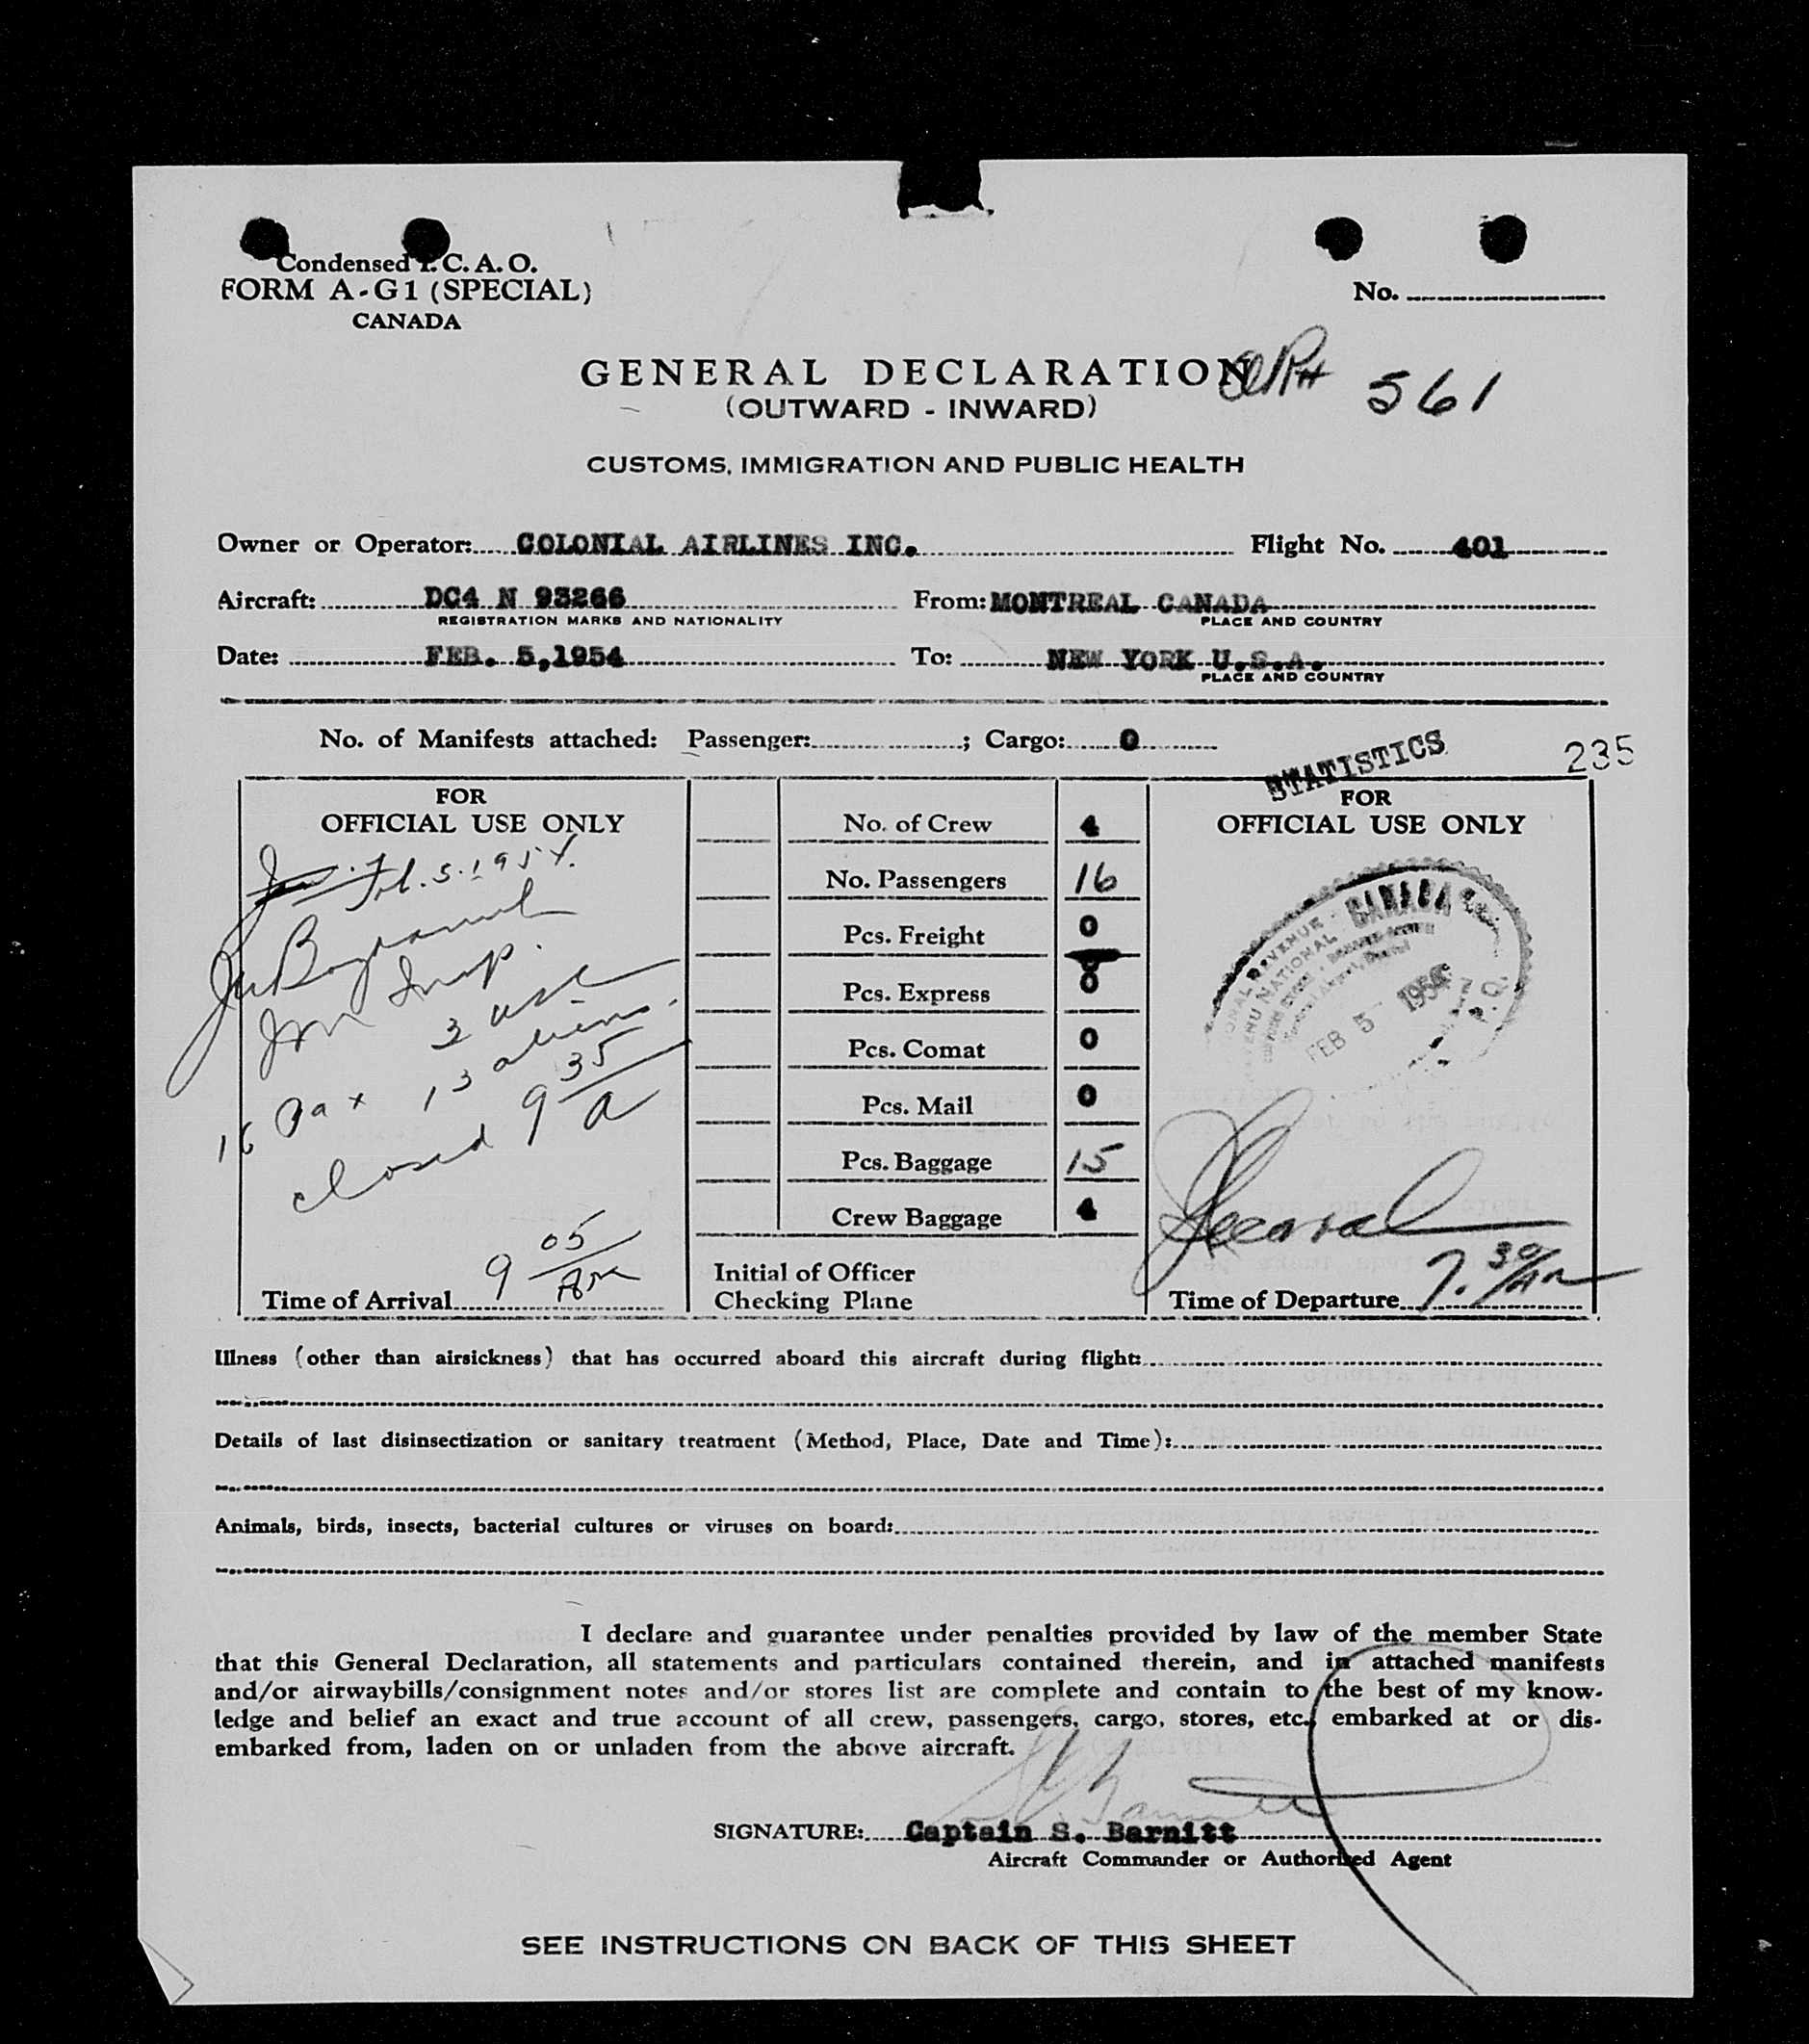 Condensed I. C. A. O.
FORM A-G1 (SPECIAL)
CANADA
No.
GENERAL DECLARATION
561
(OUTWARD - INWARD)
CUSTOMS, IMMIGRATION AND PUBLIC HEALTH
Owner or Operator: COLONIAL AIRLINES INC. Flight No. 401
Aircraft: DC4 N 93266 From: MONTREAL CANADA
REGISTRATION MARKS AND NATIONALITY PLACE AND COUNTRY
Date: FEB. 5,1954 To: NEW YORK U.S.A.
PLACE AND COUNTRY
No. of Manifests attached: Passenger: ; Cargo: 0
STATISTICS 235
FOR
OFFICIAL USE ONLY
Feb. 5. 1954.
Imm Insp.
3 USC
16 Pax 13 aliens.
closed 9 35 A
Time of Arrival 9 05 AM
No. of Crew 4
No. Passengers 16
Pcs. Freight 0
Pcs. Express 0
Pcs. Comat 0
Pcs. Mail 0
Pcs. Baggage 15
Crew Baggage 4
Initial of Officer
Checking Plane
FOR
OFFICIAL USE ONLY
CANADA
NATIONAL
FEB 5 1954
P.Q.
Time of Departure 7.30 AM
Illness (other than airsickness) that has occurred aboard this aircraft during flight:
Details of last disinsectization or sanitary treatment (Method, Place, Date and Time):
Animals, birds, insects, bacterial cultures or viruses on board:
I declare and guarantee under penalties provided by law of the member State
that this General Declaration, all statements and particulars contained therein, and in attached manifests
and/or airwaybills/consignment notes and/or stores list are complete and contain to the best of my know-
ledge and belief an exact and true account of all crew, passengers, cargo, stores, etc., embarked at or dis-
embarked from, laden on or unladen from the above aircraft.
SIGNATURE: Captain S. Barnitt
Aircraft Commander or Authorized Agent
SEE INSTRUCTIONS ON BACK OF THIS SHEET